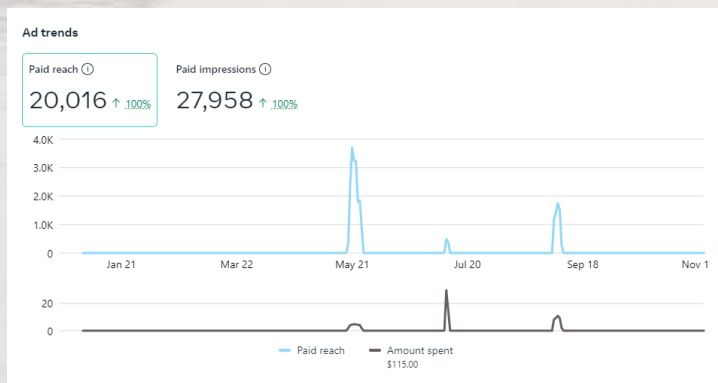 Ad trends
Paid reach Paid impressions
20,016 ↑ 100% 27,958 ↑ 100%
4.0K
3.0K
2.0K
1.0K
0
Jan 21 Mar 22 May 21 Jul 20 Sep 18 Nov 1
20
0
Paid reach Amount spent
$115.00